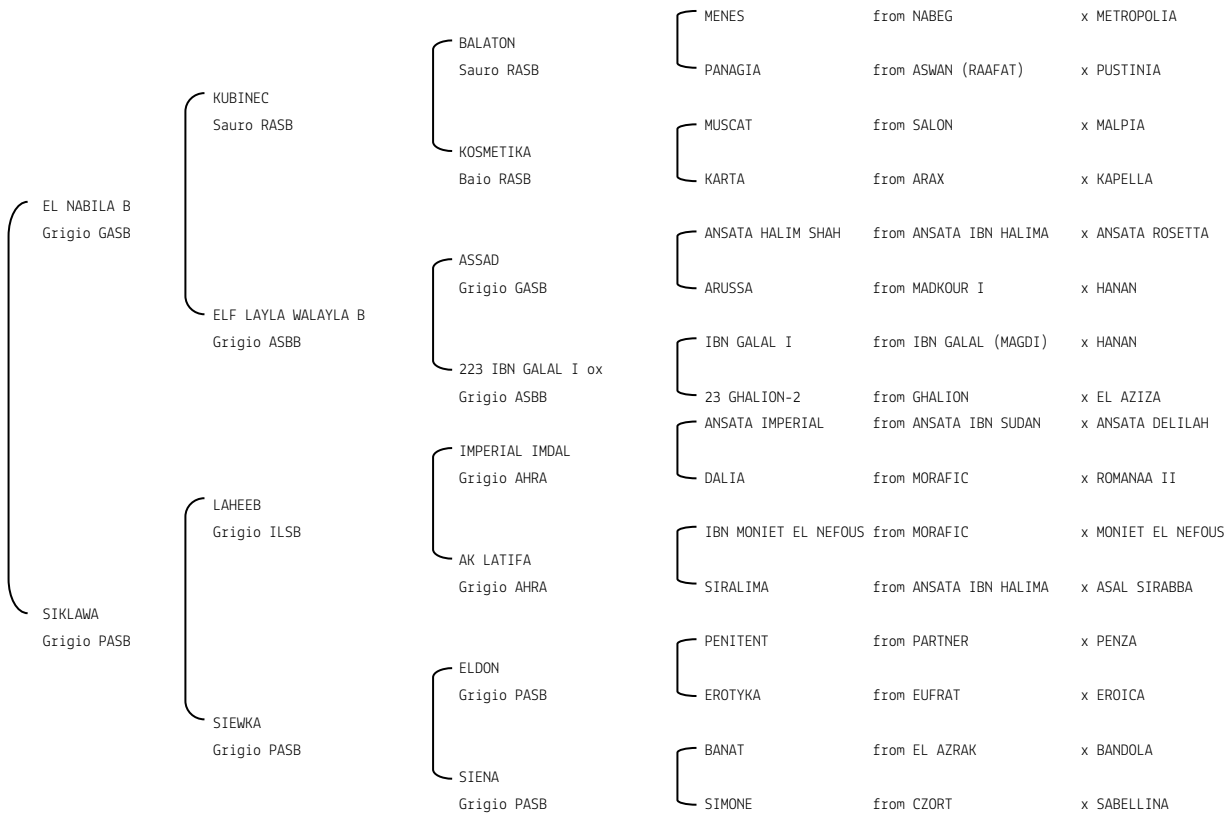 MENES from NABEG x METROPOLIA
BALATON
Sauro RASB
PANAGIA from ASWAN (RAAFAT) x PUSTINIA
KUBINEC
Sauro RASB
MUSCAT from SALON x MALPIA
KOSMETIKA
Baio RASB
KARTA from ARAX x KAPELLA
EL NABILA B
Grigio GASB
ANSATA HALIM SHAH from ANSATA IBN HALIMA x ANSATA ROSETTA
ASSAD
Grigio GASB
ARUSSA from MADKOUR I x HANAN
ELF LAYLA WALAYLA B
Grigio ASBB
IBN GALAL I from IBN GALAL (MAGDI) x HANAN
223 IBN GALAL I ox
Grigio ASBB
23 GHALION-2 from GHALION x EL AZIZA
ANSATA IMPERIAL from ANSATA IBN SUDAN x ANSATA DELILAH
IMPERIAL IMDAL
Grigio AHRA
DALIA from MORAFIC x ROMANAA II
LAHEEB
Grigio ILSB
IBN MONIET EL NEFOUS from MORAFIC x MONIET EL NEFOUS
AK LATIFA
Grigio AHRA
SIRALIMA from ANSATA IBN HALIMA x ASAL SIRABBA
SIKLAWA
Grigio PASB
PENITENT from PARTNER x PENZA
ELDON
Grigio PASB
EROTYKA from EUFRAT x EROICA
SIEWKA
Grigio PASB
BANAT from EL AZRAK x BANDOLA
SIENA
Grigio PASB
SIMONE from CZORT x SABELLINA